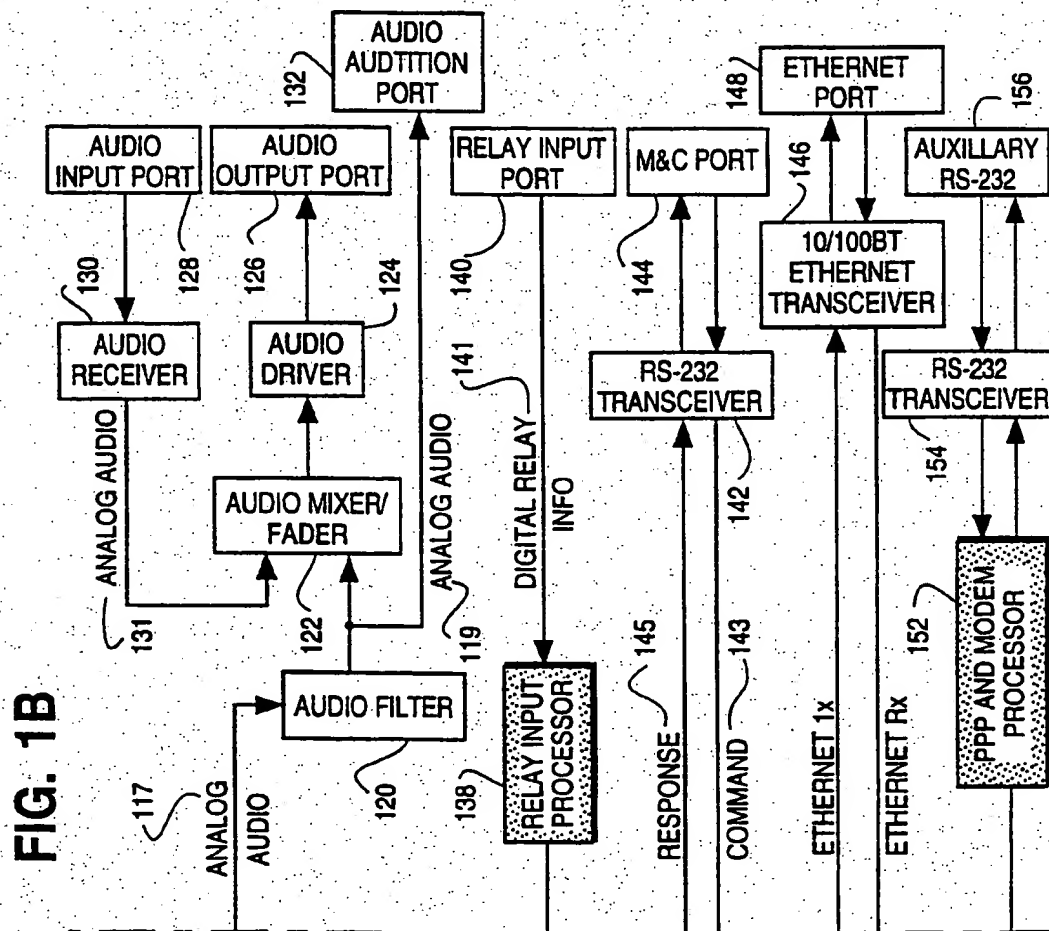 FIG. 1B
117
ANALOG
AUDIO
AUDIO FILTER
120
131
ANALOG AUDIO
AUDIO
RECEIVER
130
AUDIO
INPUT PORT
128
AUDIO MIXER/
FADER
122
AUDIO
DRIVER
124
AUDIO
OUTPUT PORT
126
AUDIO
AUDTITION
PORT
132
ANALOG AUDIO
119
RELAY INPUT
PROCESSOR
138
DIGITAL RELAY
INFO
141
RELAY INPUT
PORT
140
RESPONSE
145
COMMAND
143
RS-232
TRANSCEIVER
142
M&C PORT
144
ETHERNET 1x
ETHERNET Rx
10/100BT
ETHERNET
TRANSCEIVER
146
ETHERNET
PORT
148
PPP AND MODEM
PROCESSOR
152
RS-232
TRANSCEIVER
154
AUXILLARY
RS-232
156